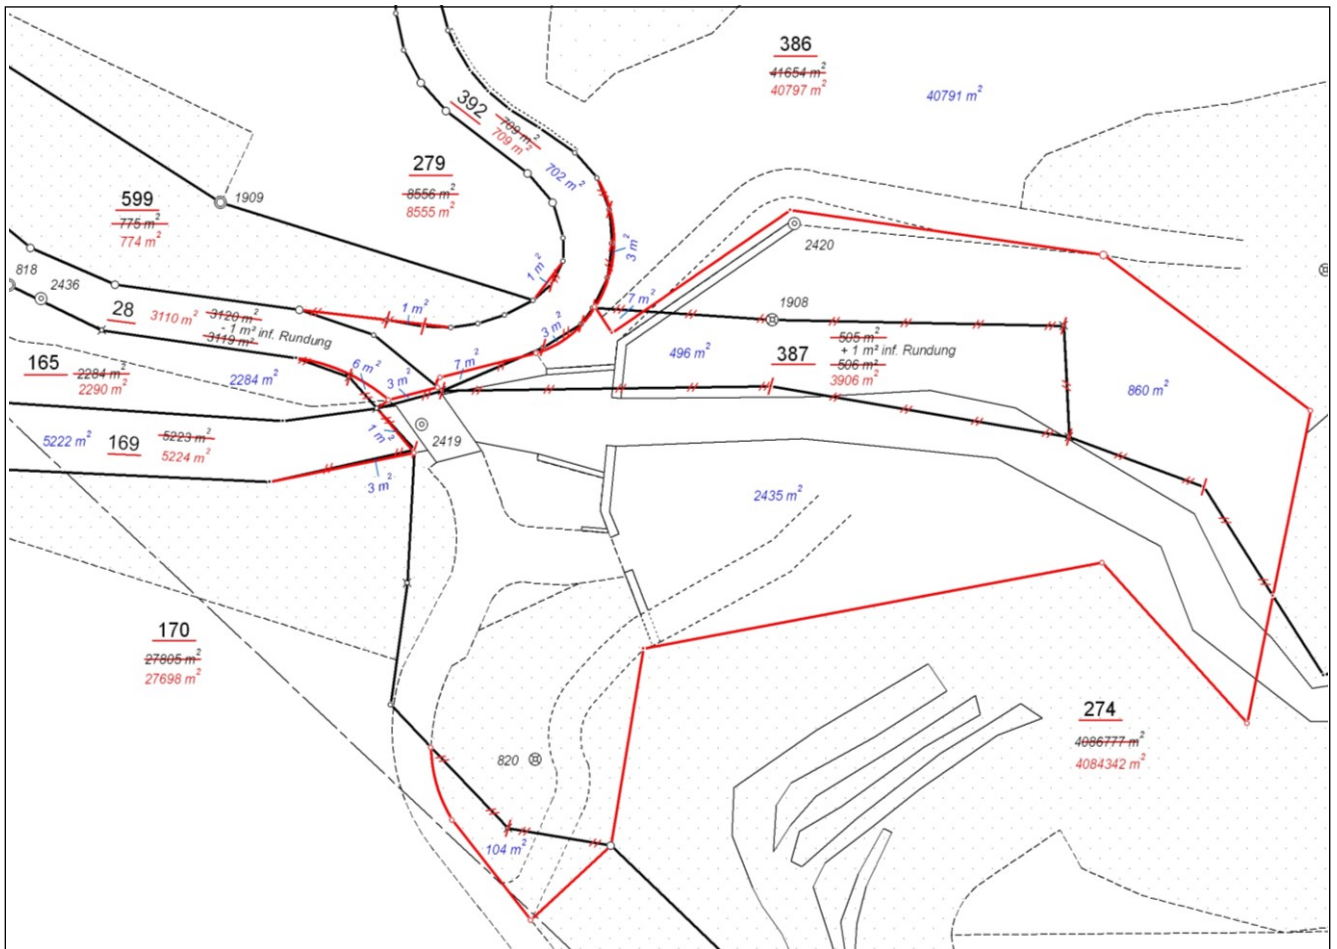 386
41654 m²
40797 m²
40791 m²
392
709 m²
709 m²
702 m²
279
8556 m²
8555 m²
599
775 m²
774 m²
1909
3 m²
1 m²
2420
818
2436
28
3110 m²
3120 m²
- 1 m² inf. Rundung
3119 m²
1 m²
7 m²
1908
3 m²
496 m²
387
505 m²
+ 1 m² inf. Rundung
506 m²
3906 m²
860 m²
165
2284 m²
2290 m²
2284 m²
6 m²
3 m²
7 m²
5222 m²
169
5223 m²
5224 m²
1 m²
2419
3 m²
2435 m²
170
27805 m²
27698 m²
274
4086777 m²
4084342 m²
820
104 m²